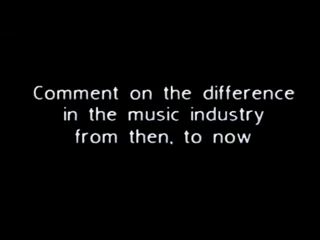 Comment on the difference
in the music industry
from then, to now